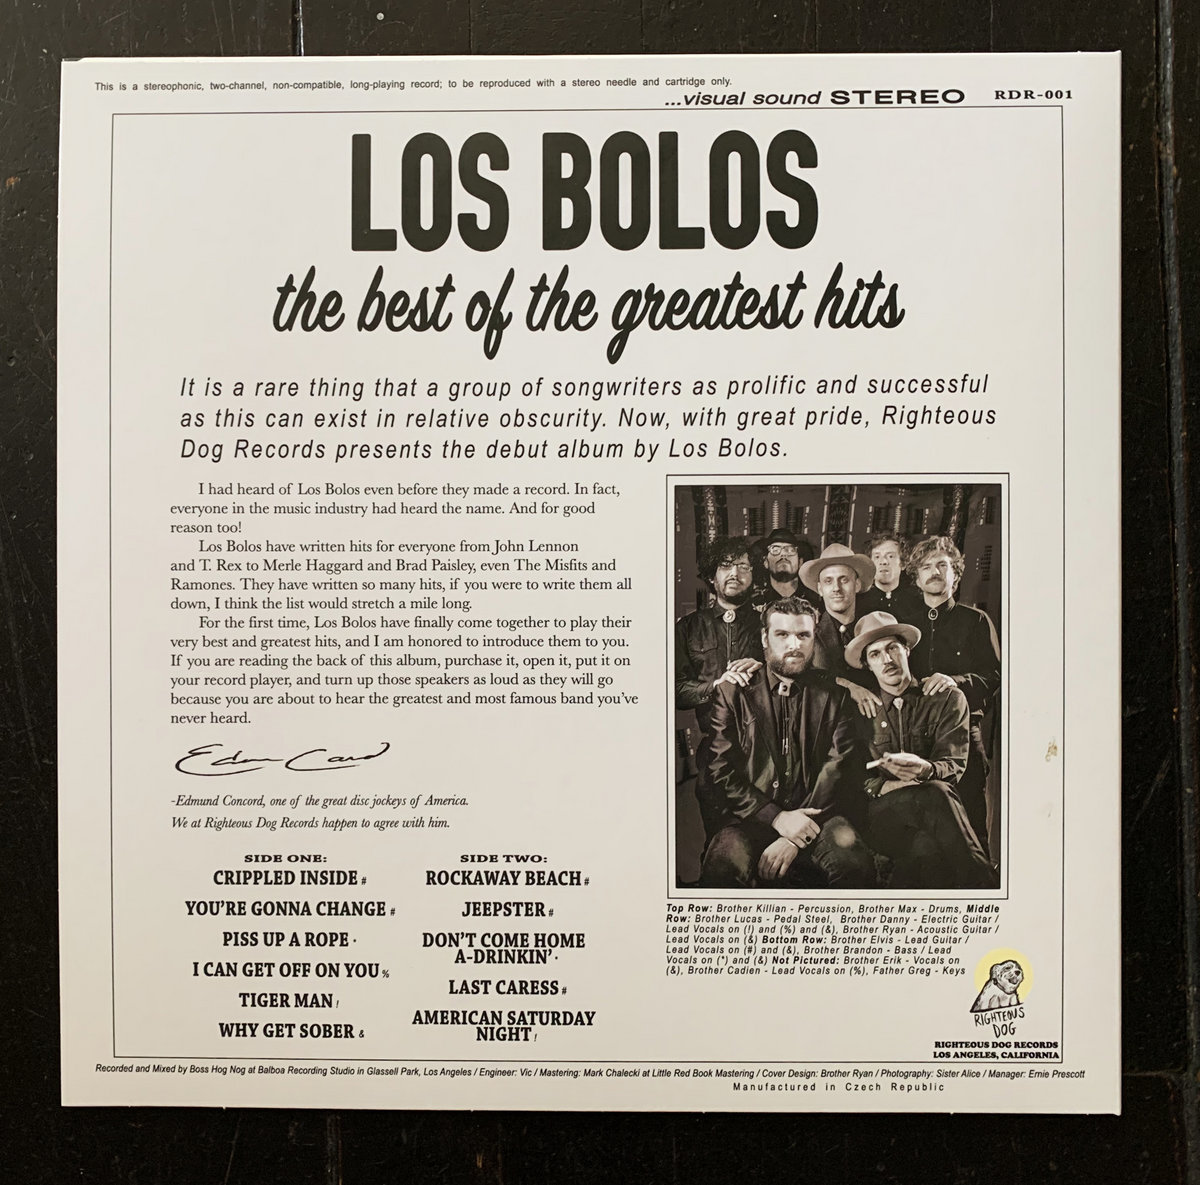 This is a stereophonic, two-channel, non-compatible, long-playing record; to be reproduced with a stereo needle and cartridge only.
...visual sound STEREO RDR-001
LOS BOLOS
the best of the greatest hits
It is a rare thing that a group of songwriters as prolific and successful
as this can exist in relative obscurity. Now, with great pride, Righteous
Dog Records presents the debut album by Los Bolos.
I had heard of Los Bolos even before they made a record. In fact,
everyone in the music industry had heard the name. And for good
reason too!
Los Bolos have written hits for everyone from John Lennon
and T. Rex to Merle Haggard and Brad Paisley, even The Misfits and
Ramones. They have written so many hits, if you were to write them all
down, I think the list would stretch a mile long.
For the first time, Los Bolos have finally come together to play their
very best and greatest hits, and I am honored to introduce them to you.
If you are reading the back of this album, purchase it, open it, put it on
your record player, and turn up those speakers as loud as they will go
because you are about to hear the greatest and most famous band you've
never heard.
-Edmund Concord, one of the great disc jockeys of America.
We at Righteous Dog Records happen to agree with him.
SIDE ONE:
CRIPPLED INSIDE #
YOU'RE GONNA CHANGE #
PISS UP A ROPE *
I CAN GET OFF ON YOU %
TIGER MAN !
WHY GET SOBER &
SIDE TWO:
ROCKAWAY BEACH #
JEEPSTER #
DON'T COME HOME
A-DRINKIN' *
LAST CARESS #
AMERICAN SATURDAY
NIGHT !
Top Row: Brother Killian - Percussion, Brother Max - Drums, Middle
Row: Brother Lucas - Pedal Steel, Brother Danny - Electric Guitar /
Lead Vocals on (!) and (%) and (&), Brother Ryan - Acoustic Guitar /
Lead Vocals on (&) Bottom Row: Brother Elvis - Lead Guitar /
Lead Vocals on (#) and (&), Brother Brandon - Bass / Lead
Vocals on (*) and (&) Not Pictured: Brother Erik - Vocals on
(&), Brother Cadien - Lead Vocals on (%), Father Greg - Keys
RIGHTEOUS
DOG
RIGHTEOUS DOG RECORDS
LOS ANGELES, CALIFORNIA
Recorded and Mixed by Boss Hog Nog at Balboa Recording Studio in Glassell Park, Los Angeles / Engineer: Vic / Mastering: Mark Chalecki at Little Red Book Mastering / Cover Design: Brother Ryan / Photography: Sister Alice / Manager: Ernie Prescott
Manufactured in Czech Republic